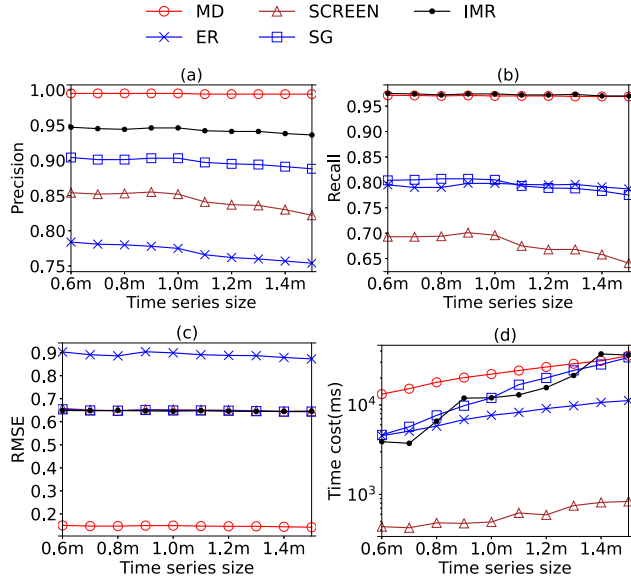 MD SCREEN IMR
ER SG
(a)
1.00
0.95
0.90
0.85
0.80
0.75
Precision
0.6m 0.8m 1.0m 1.2m 1.4m
Time series size
(b)
0.95
0.90
0.85
0.80
0.75
0.70
0.65
Recall
0.6m 0.8m 1.0m 1.2m 1.4m
Time series size
(c)
0.9
0.8
0.7
0.6
0.5
0.4
0.3
0.2
RMSE
0.6m 0.8m 1.0m 1.2m 1.4m
Time series size
(d)
10⁴
10³
Time cost(ms)
0.6m 0.8m 1.0m 1.2m 1.4m
Time series size